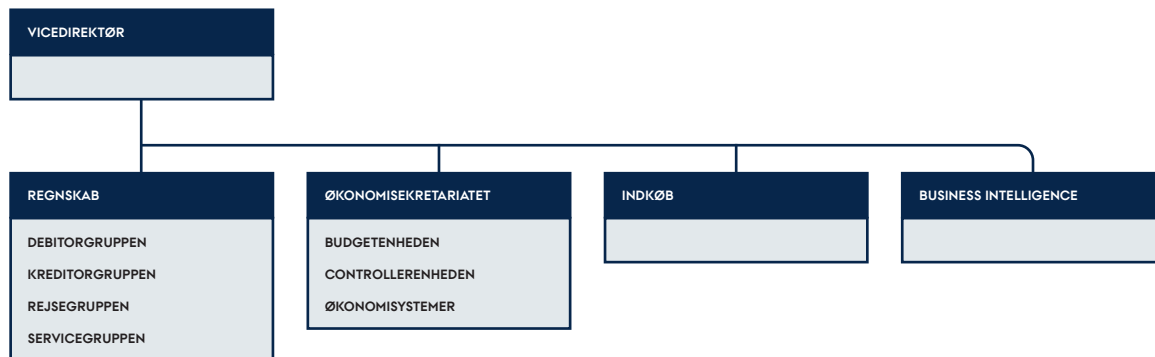 VICEDIREKTØR
REGNSKAB
DEBITORGRUPPEN
KREDITORGRUPPEN
REJSEGRUPPEN
SERVICEGRUPPEN
ØKONOMISEKRETARIATET
BUDGETENHEDEN
CONTROLLERENHEDEN
ØKONOMISYSTEMER
INDKØB
BUSINESS INTELLIGENCE